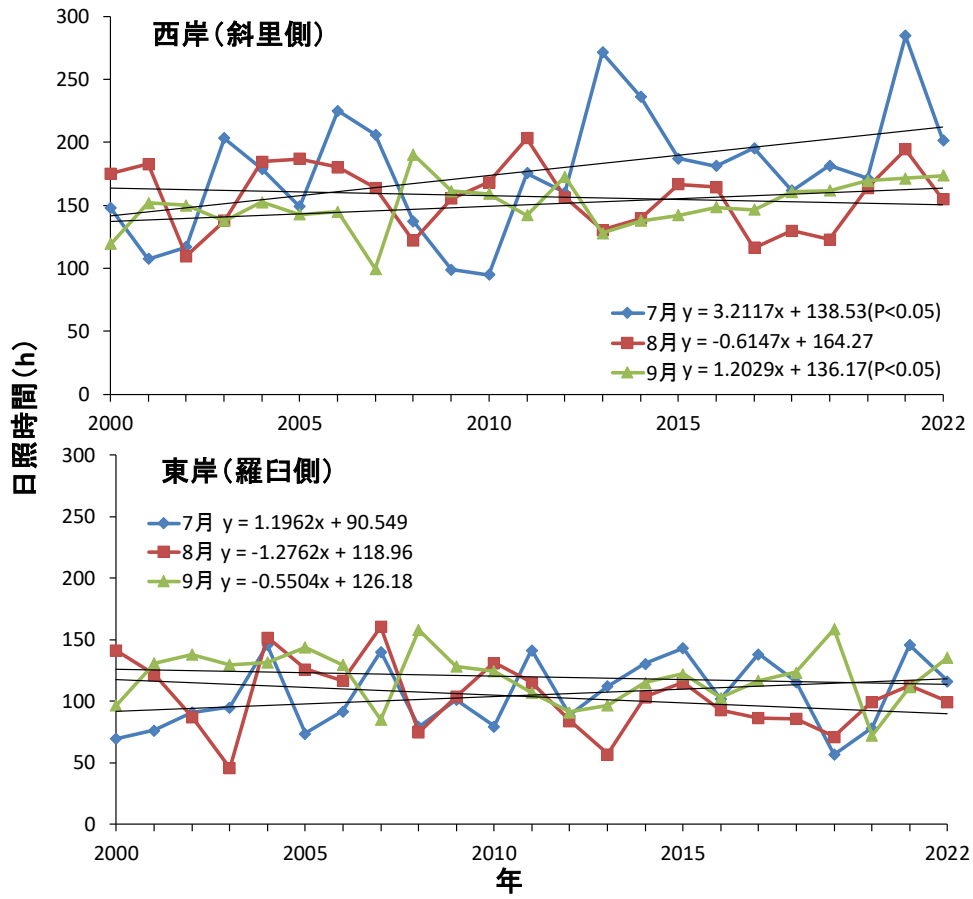 日照時間(h)
西岸(斜里側)
300
250
200
150
100
50
0
7月 y = 3.2117x + 138.53(P<0.05)
8月 y = -0.6147x + 164.27
9月 y = 1.2029x + 136.17(P<0.05)
2000 2005 2010 2015 2022
東岸(羅臼側)
300
250
200
150
100
50
0
7月 y = 1.1962x + 90.549
8月 y = -1.2762x + 118.96
9月 y = -0.5504x + 126.18
2000 2005 2010 2015 2022
年